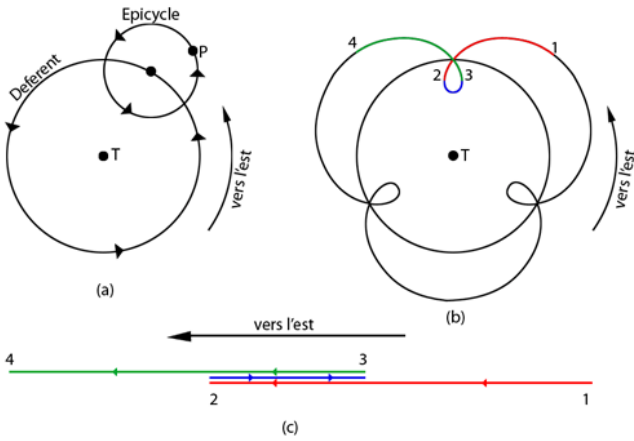 Epicycle
P
Deferent
T
vers l'est
(a)
4
1
2 3
T
vers l'est
(b)
vers l'est
4
3
2
1
(c)